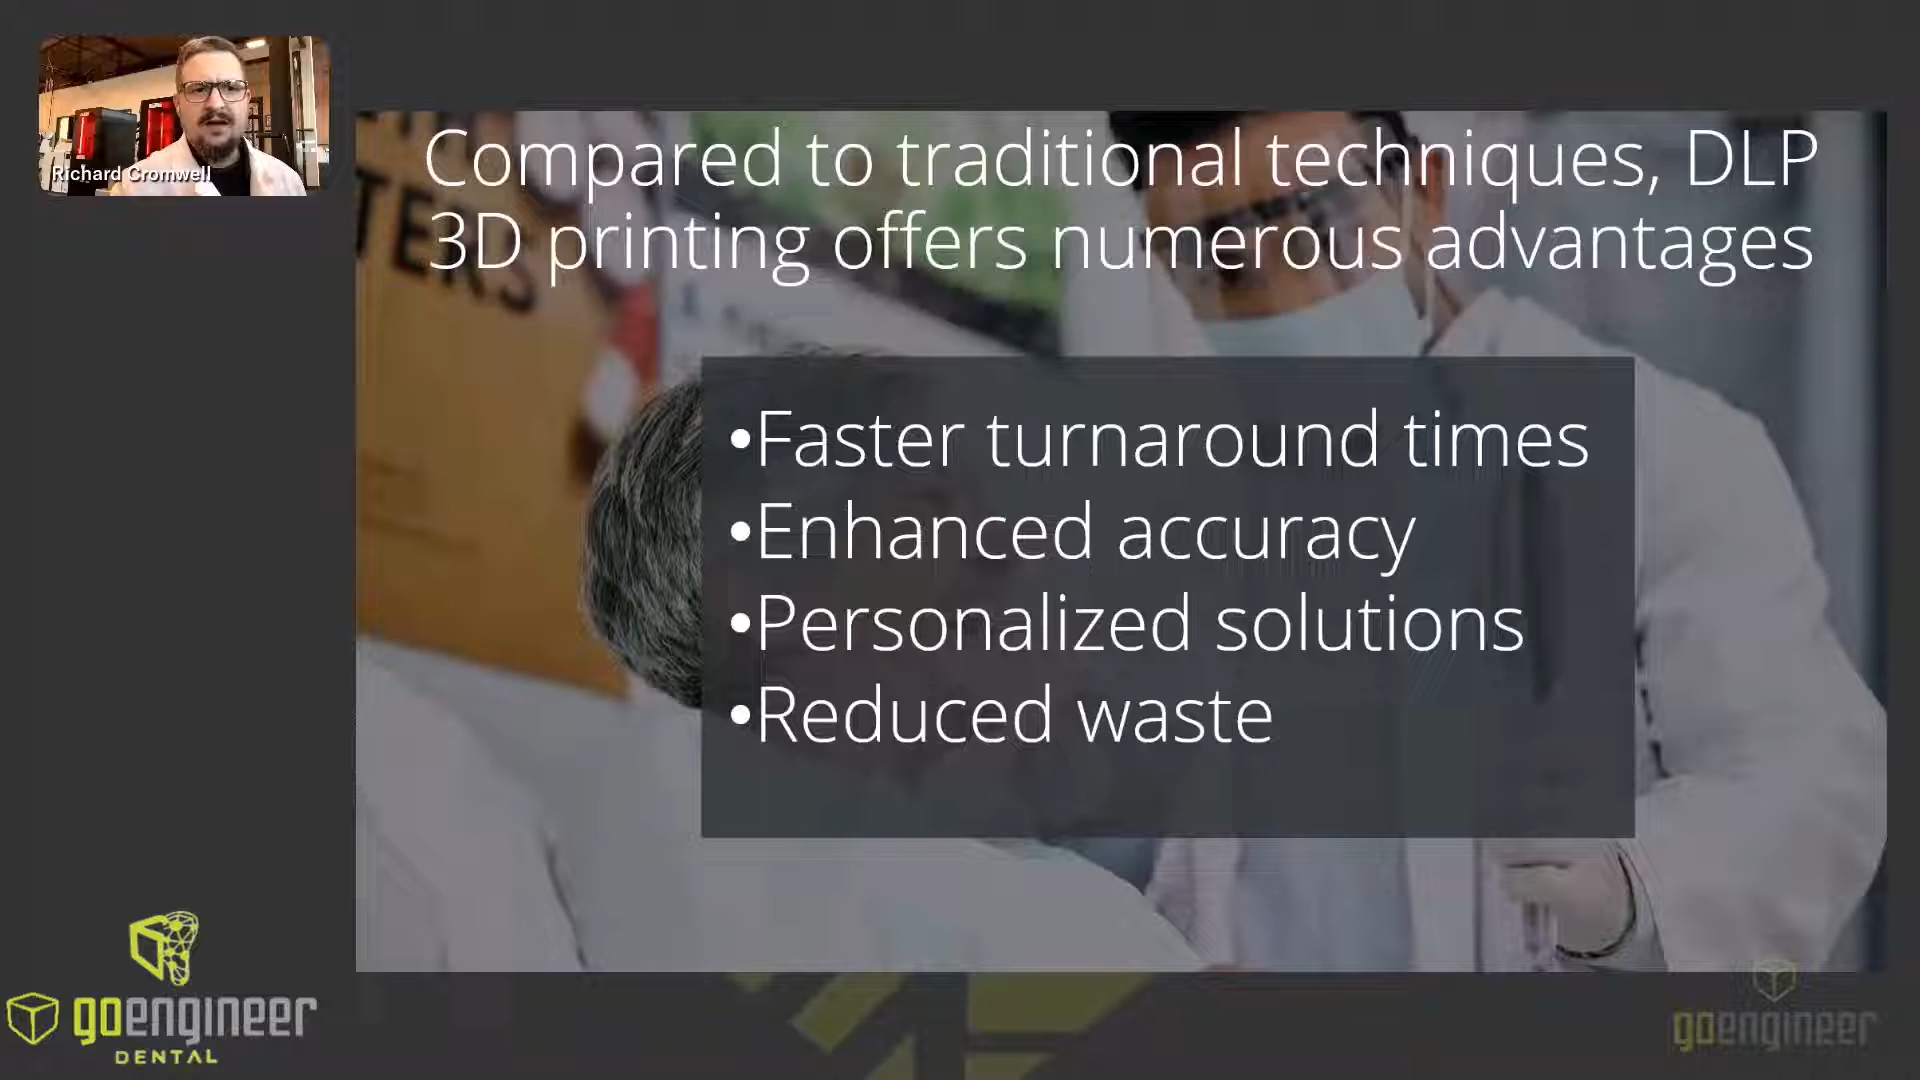 Richard Cromwell
Compared to traditional techniques, DLP
3D printing offers numerous advantages
TERS
•Faster turnaround times
•Enhanced accuracy
•Personalized solutions
•Reduced waste
goengineer
DENTAL
goengineer